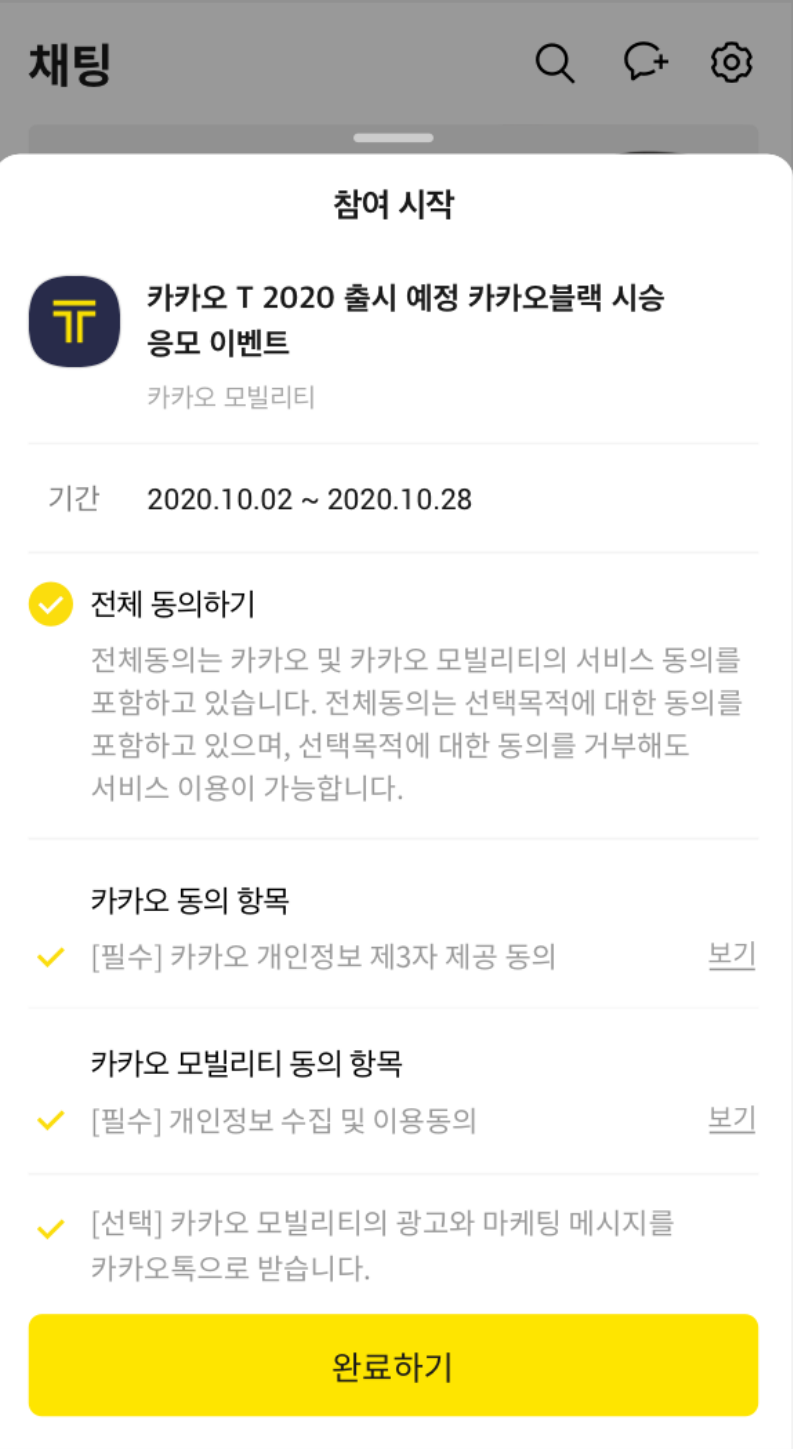 채팅
참여 시작
카카오 T 2020 출시 예정 카카오블랙 시승
응모 이벤트
카카오 모빌리티
기간 2020.10.02 ~ 2020.10.28
전체 동의하기
전체동의는 카카오 및 카카오 모빌리티의 서비스 동의를
포함하고 있습니다. 전체동의는 선택목적에 대한 동의를
포함하고 있으며, 선택목적에 대한 동의를 거부해도
서비스 이용이 가능합니다.
카카오 동의 항목
[필수] 카카오 개인정보 제3자 제공 동의 보기
카카오 모빌리티 동의 항목
[필수] 개인정보 수집 및 이용동의 보기
[선택] 카카오 모빌리티의 광고와 마케팅 메시지를
카카오톡으로 받습니다.
완료하기